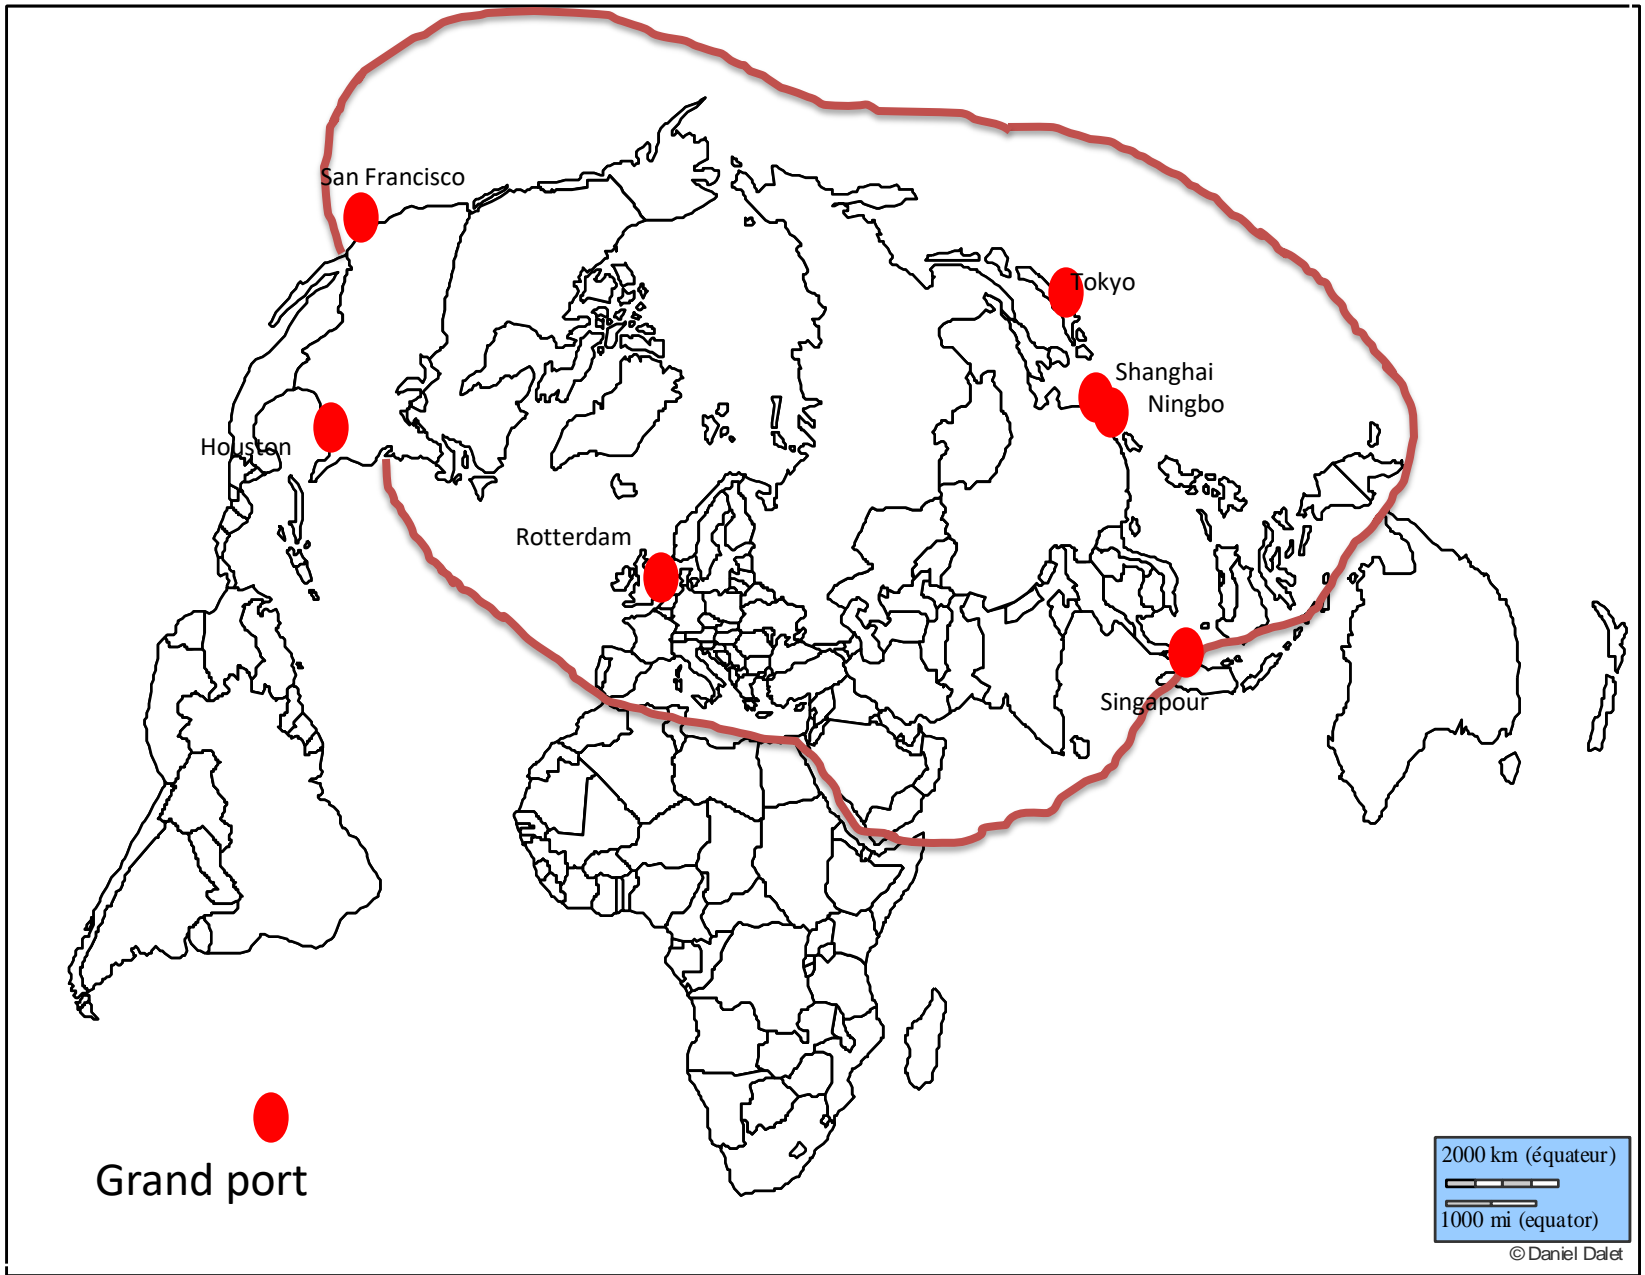 San Francisco
Tokyo
Shanghai
Ningbo
Houston
Rotterdam
Singapour
Grand port
2000 km (équateur)
1000 mi (equator)
© Daniel Dalet